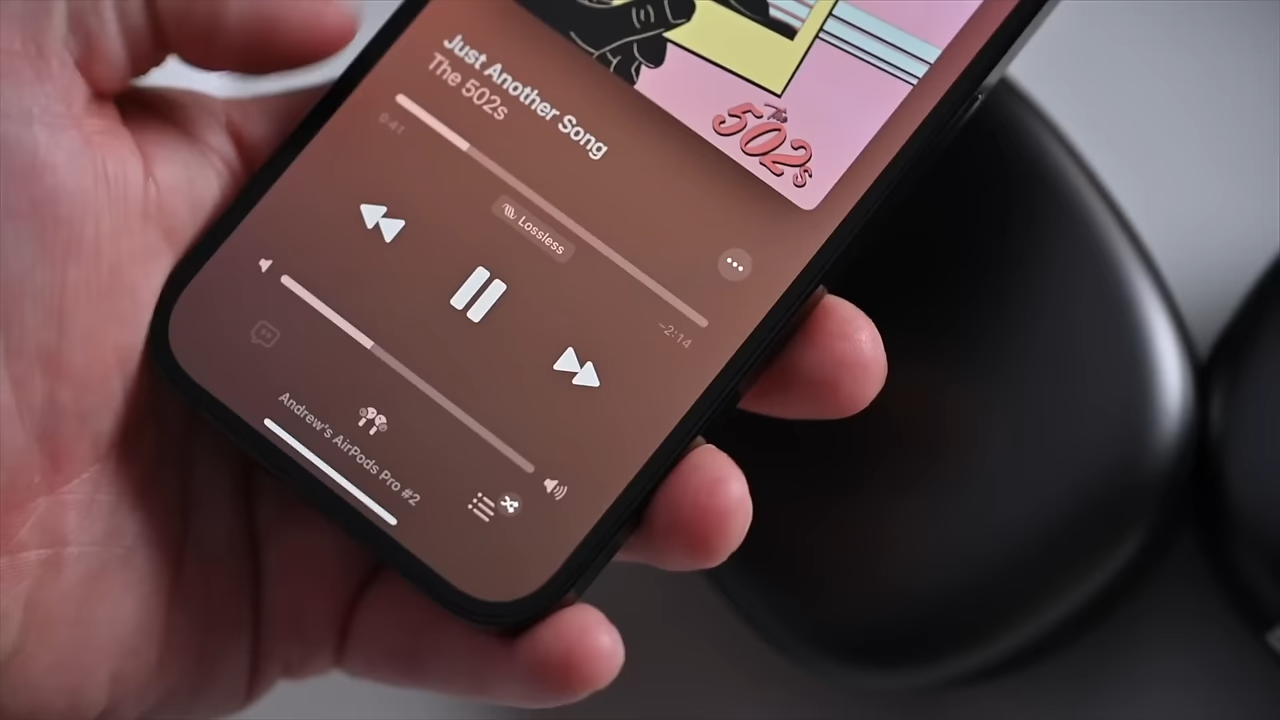 The
502s
Just Another Song
The 502s
0:41
-2:14
Lossless
Andrew's AirPods Pro #2